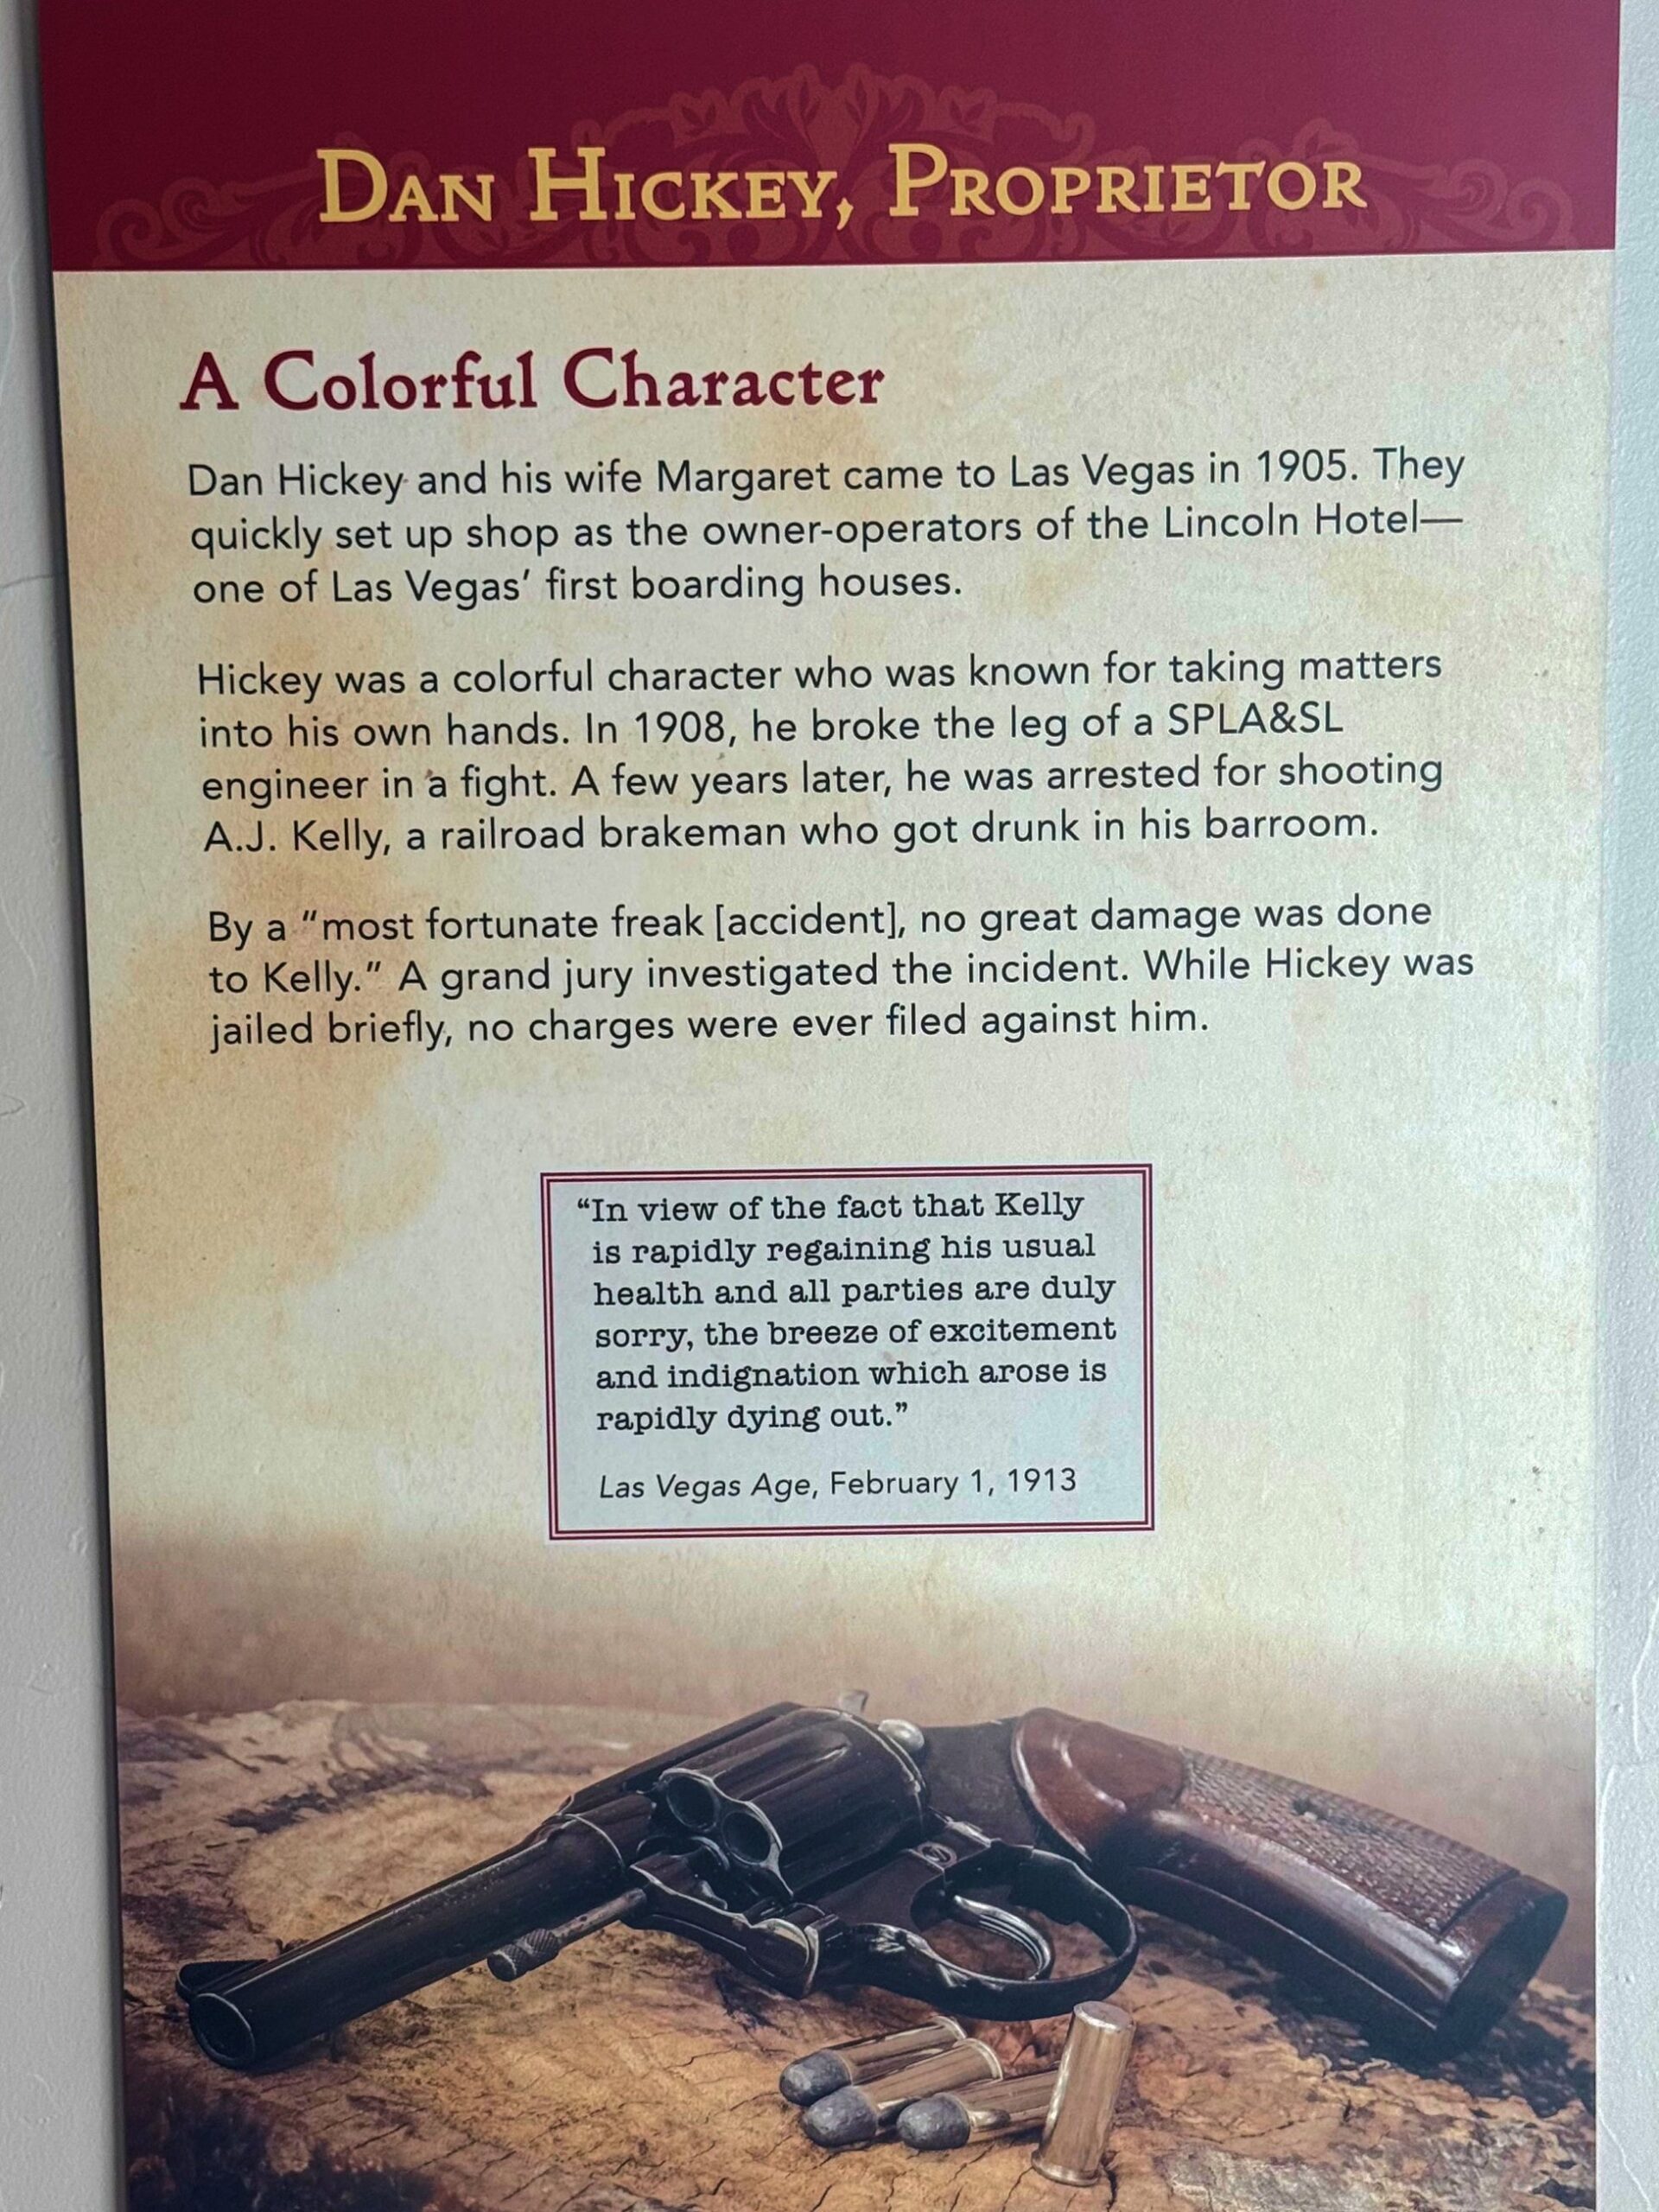 DAN HICKEY, PROPRIETOR
A Colorful Character
Dan Hickey and his wife Margaret came to Las Vegas in 1905. They
quickly set up shop as the owner-operators of the Lincoln Hotel—
one of Las Vegas’ first boarding houses.
Hickey was a colorful character who was known for taking matters
into his own hands. In 1908, he broke the leg of a SPLA&SL
engineer in a fight. A few years later, he was arrested for shooting
A.J. Kelly, a railroad brakeman who got drunk in his barroom.
By a “most fortunate freak [accident], no great damage was done
to Kelly.” A grand jury investigated the incident. While Hickey was
jailed briefly, no charges were ever filed against him.
“In view of the fact that Kelly
is rapidly regaining his usual
health and all parties are duly
sorry, the breeze of excitement
and indignation which arose is
rapidly dying out.”
Las Vegas Age, February 1, 1913